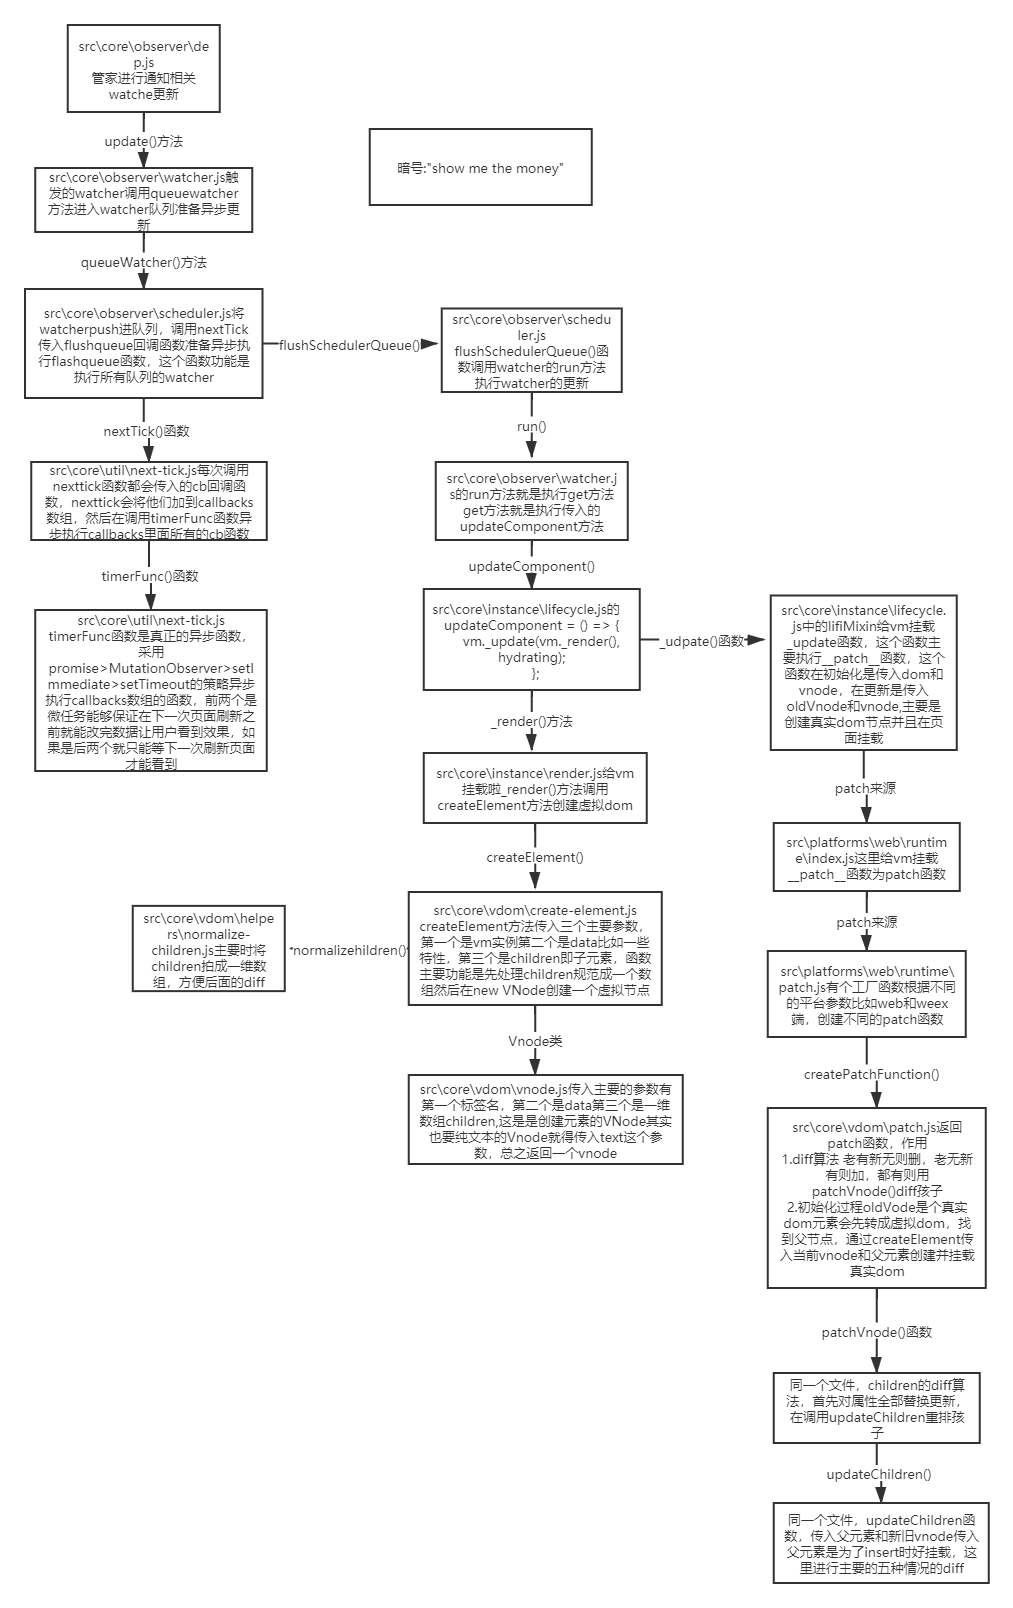 src\core\observer\de
p.js
管家进行通知相关
watche更新
update()方法
src\core\observer\watcher.js触
发的watcher调用queuewatcher
方法进入watcher队列准备异步更
新
queueWatcher()方法
src\core\observer\scheduler.js将
watcherpush进队列，调用nextTick
传入flushqueue回调函数准备异步执
行flashqueue函数，这个函数功能是
执行所有队列的watcher
nextTick()函数
src\core\util\next-tick.js每次调用
nexttick函数都会传入的cb回调函
数，nexttick会将他们加到callbacks
数组，然后在调用timerFunc函数异
步执行callbacks里面所有的cb函数
timerFunc()函数
src\core\util\next-tick.js
timerFunc函数是真正的异步函数，
采用
promise>MutationObserver>setI
mmediate>setTimeout的策略异步
执行callbacks数组的函数，前两个是
微任务能够保证在下一次页面刷新之
前就能改完数据让用户看到效果，如
果是后两个就只能等下一次刷新页面
才能看到
暗号:"show me the money"
flushSchedulerQueue()
src\core\observer\schedu
ler.js
flushSchedulerQueue()函
数调用watcher的run方法
执行watcher的更新
run()
src\core\observer\watcher.j
s的run方法就是执行get方法
get方法就是执行传入的
updateComponent方法
updateComponent()
src\core\instance\lifecycle.js的
updateComponent = () => {
vm._update(vm._render(),
hydrating);
};
_render()方法
src\core\instance\render.js给vm
挂载啦_render()方法调用
createElement方法创建虚拟dom
createElement()
src\core\vdom\create-element.js
createElement方法传入三个主要参数，
第一个是vm实例第二个是data比如一些
特性，第三个是children即子元素，函数
主要功能是先处理children规范成一个数
组然后在new VNode创建一个虚拟节点
normalizehildren()
src\core\vdom\helpe
rs\normalize-
children.js主要时将
children拍成一维数
组，方便后面的diff
Vnode类
src\core\vdom\vnode.js传入主要的参数有
第一个标签名，第二个是data第三个是一维
数组children,这是是创建元素的VNode其实
也要纯文本的Vnode就得传入text这个参
数，总之返回一个vnode
_udpate()函数
src\core\instance\lifecycle.
js中的lifiMixin给vm挂载
_update函数，这个函数主
要执行__patch__函数，这个
函数在初始化是传入dom和
vnode，在更新是传入
oldVnode和vnode,主要是
创建真实dom节点并且在页
面挂载
patch来源
src\platforms\web\runtim
e\index.js这里给vm挂载
__patch__函数为patch函数
patch来源
src\platforms\web\runtime\
patch.js有个工厂函数根据不同
的平台参数比如web和weex
端，创建不同的patch函数
createPatchFunction()
src\core\vdom\patch.js返回
patch函数，作用
1.diff算法 老有新无则删，老无新
有则加，都有则用
patchVnode()diff孩子
2.初始化过程oldVode是个真实
dom元素会先转成虚拟dom，找
到父节点，通过createElement传
入当前vnode和父元素创建并挂载
真实dom
patchVnode()函数
同一个文件，children的diff算
法，首先对属性全部替换更新，
在调用updateChildren重排孩
子
updateChildren()
同一个文件，updateChildren函
数，传入父元素和新旧vnode传入
父元素是为了insert时好挂载，这
里进行主要的五种情况的diff